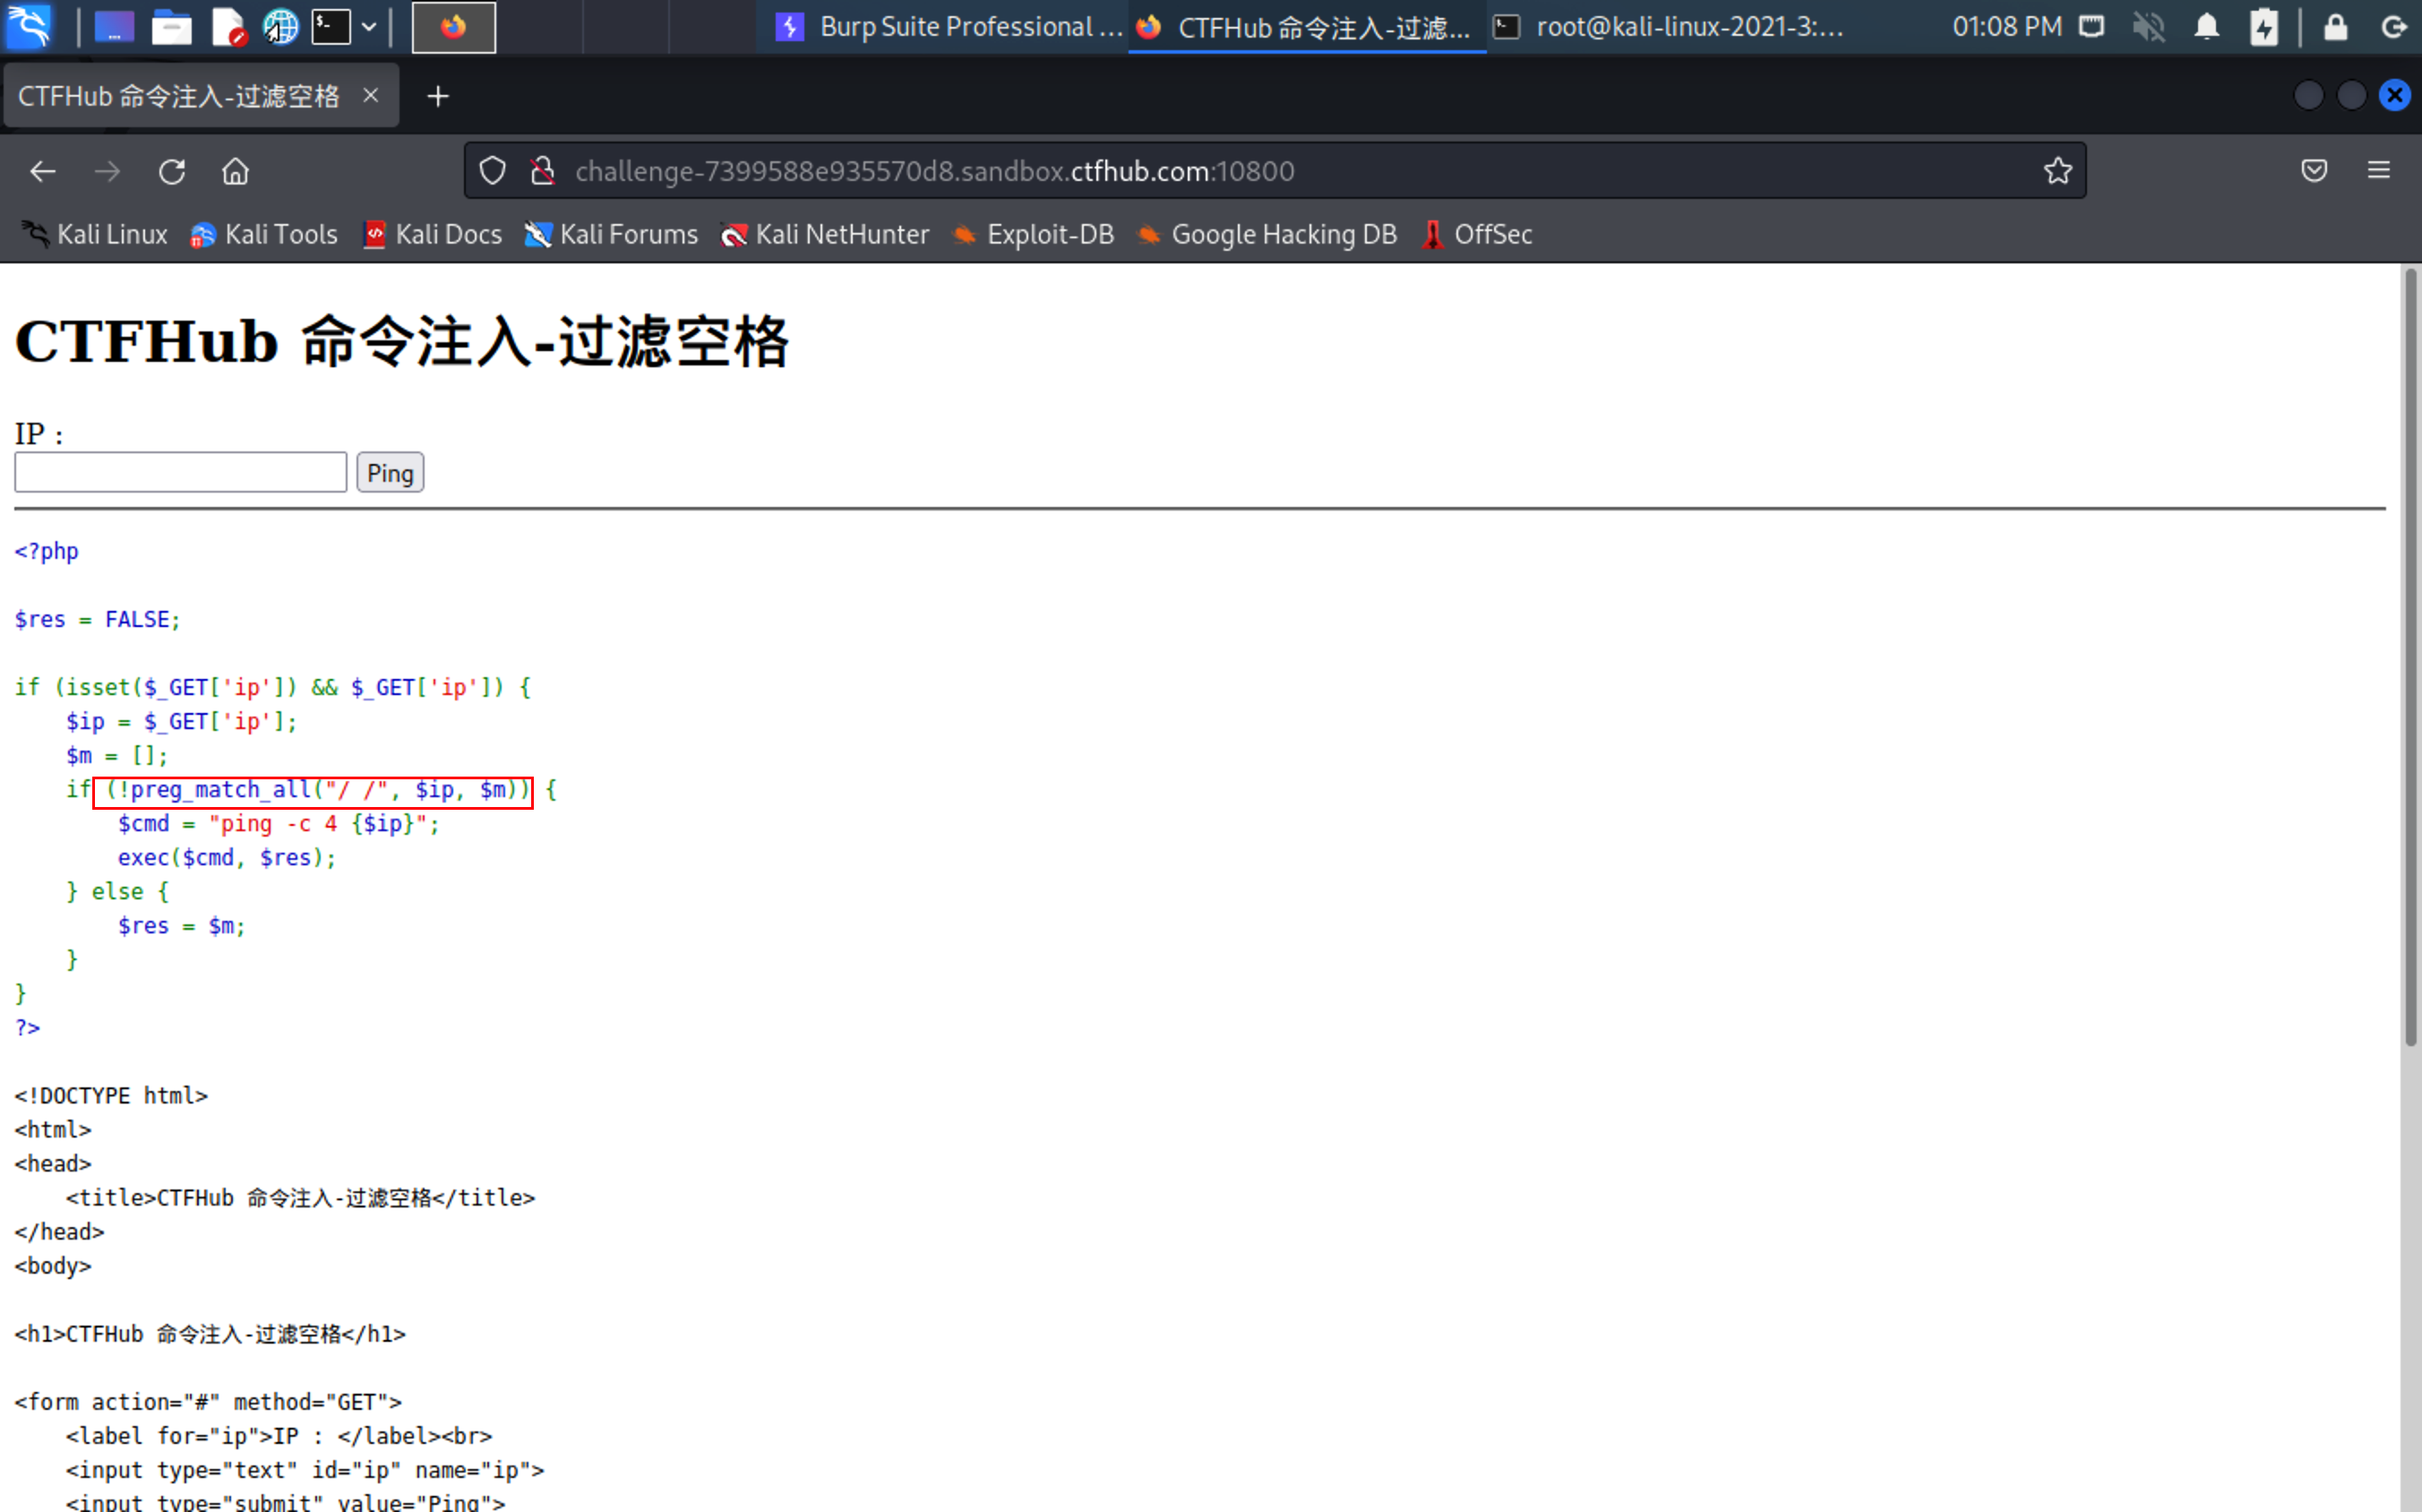 Burp Suite Professional ...
CTFHub 命令注入-过滤...
root@kali-linux-2021-3:...
01:08 PM
CTFHub 命令注入-过滤空格
challenge-7399588e935570d8.sandbox.ctfhub.com:10800
Kali Linux Kali Tools Kali Docs Kali Forums Kali NetHunter Exploit-DB Google Hacking DB OffSec
CTFHub 命令注入-过滤空格
IP :
Ping
<?php
$res = FALSE;
if (isset($_GET['ip']) && $_GET['ip']) {
    $ip = $_GET['ip'];
    $m = [];
    if (!preg_match_all("/ /", $ip, $m)) {
        $cmd = "ping -c 4 {$ip}";
        exec($cmd, $res);
    } else {
        $res = $m;
    }
}
?>
<!DOCTYPE html>
<html>
<head>
    <title>CTFHub 命令注入-过滤空格</title>
</head>
<body>
<h1>CTFHub 命令注入-过滤空格</h1>
<form action="#" method="GET">
    <label for="ip">IP : </label><br>
    <input type="text" id="ip" name="ip">
    <input type="submit" value="Ping">